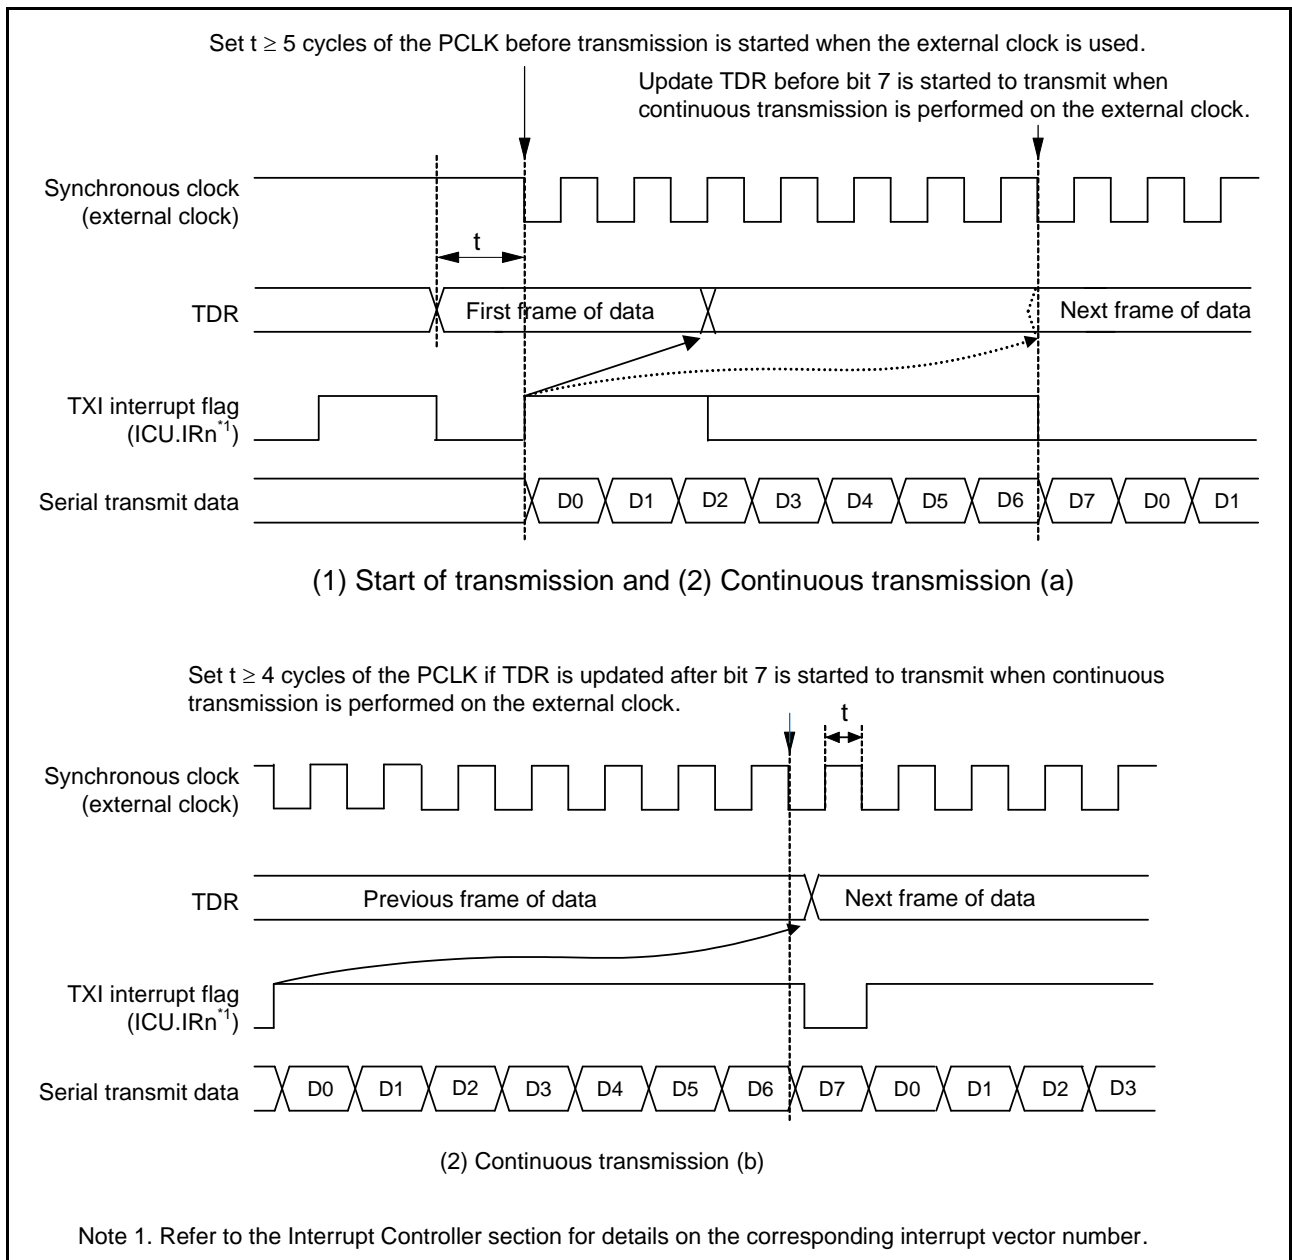 Set t ≥ 5 cycles of the PCLK before transmission is started when the external clock is used.
Update TDR before bit 7 is started to transmit when
continuous transmission is performed on the external clock.
Synchronous clock
(external clock)
t
TDR
First frame of data
Next frame of data
TXI interrupt flag
(ICU.IRn*1)
Serial transmit data
D0 D1 D2 D3 D4 D5 D6 D7 D0 D1
(1) Start of transmission and (2) Continuous transmission (a)
Set t ≥ 4 cycles of the PCLK if TDR is updated after bit 7 is started to transmit when continuous
transmission is performed on the external clock.
t
Synchronous clock
(external clock)
TDR
Previous frame of data
Next frame of data
TXI interrupt flag
(ICU.IRn*1)
Serial transmit data
D0 D1 D2 D3 D4 D5 D6 D7 D0 D1 D2 D3
(2) Continuous transmission (b)
Note 1. Refer to the Interrupt Controller section for details on the corresponding interrupt vector number.